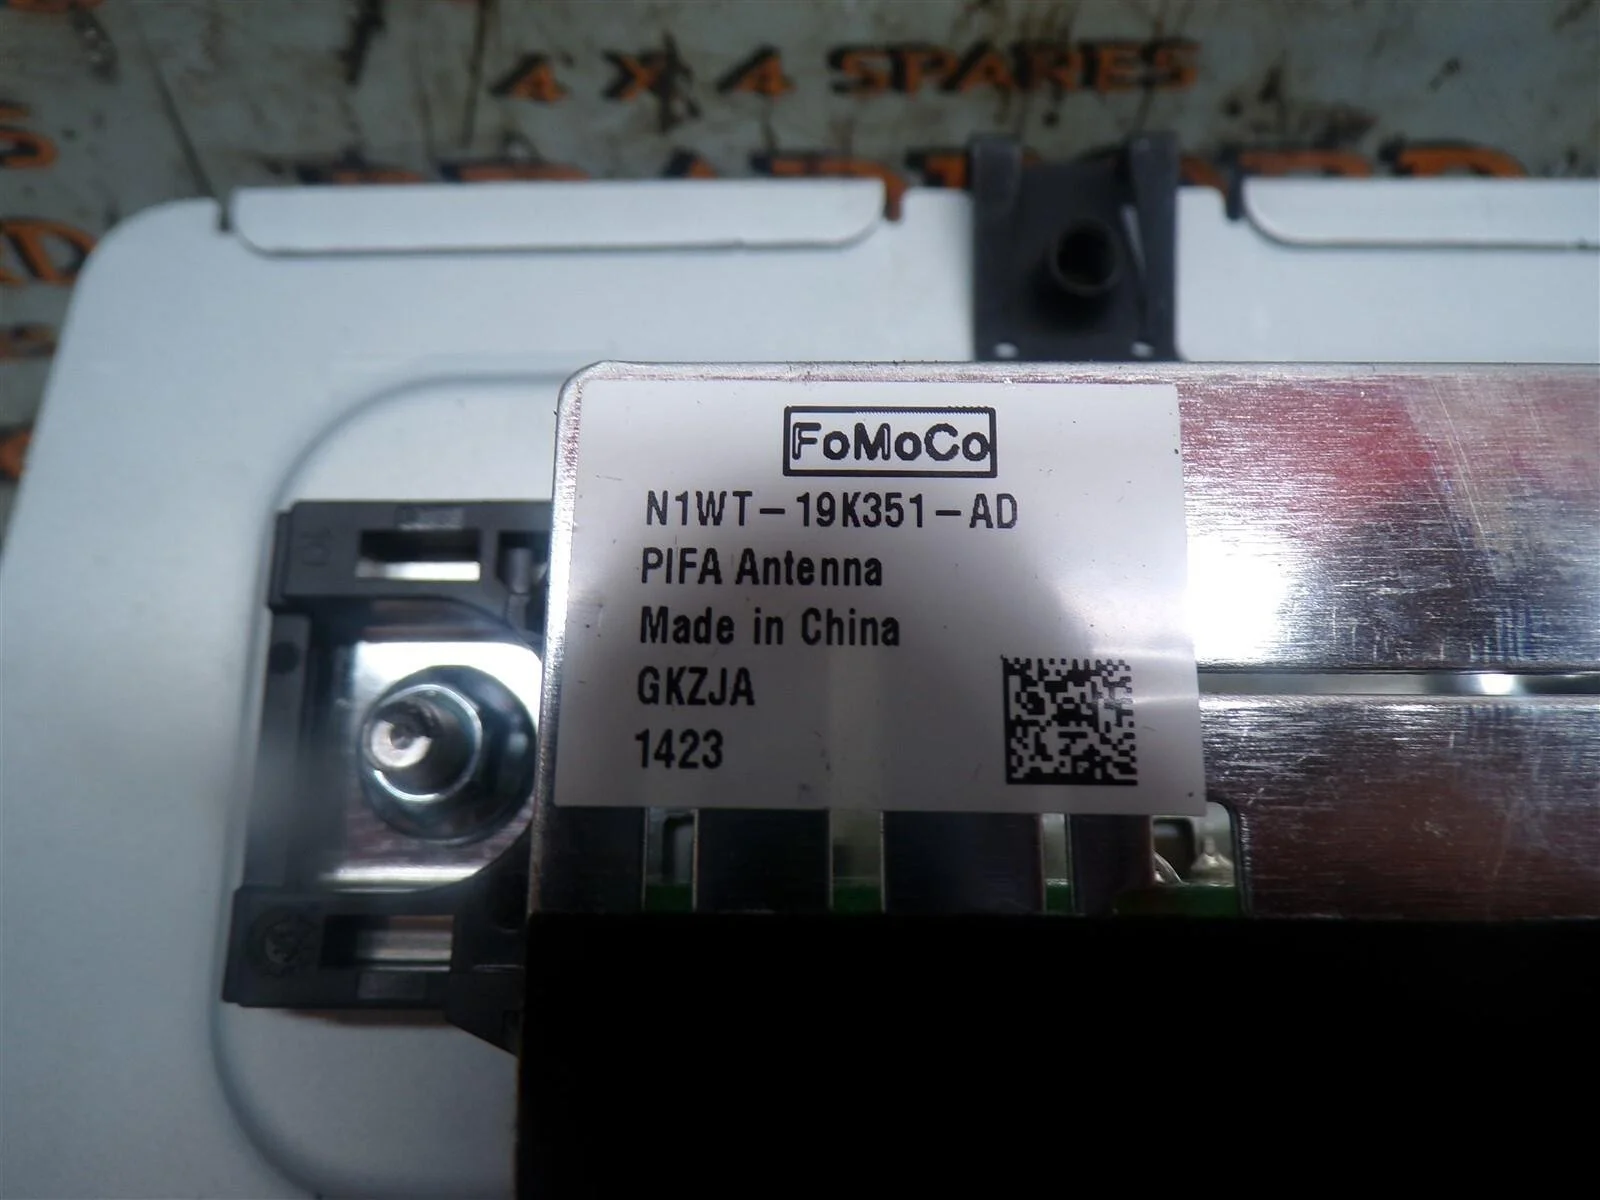 4 X 4 SPARES
FoMoCo
N1WT-19K351-AD
PIFA Antenna
Made in China
GKZJA
1423